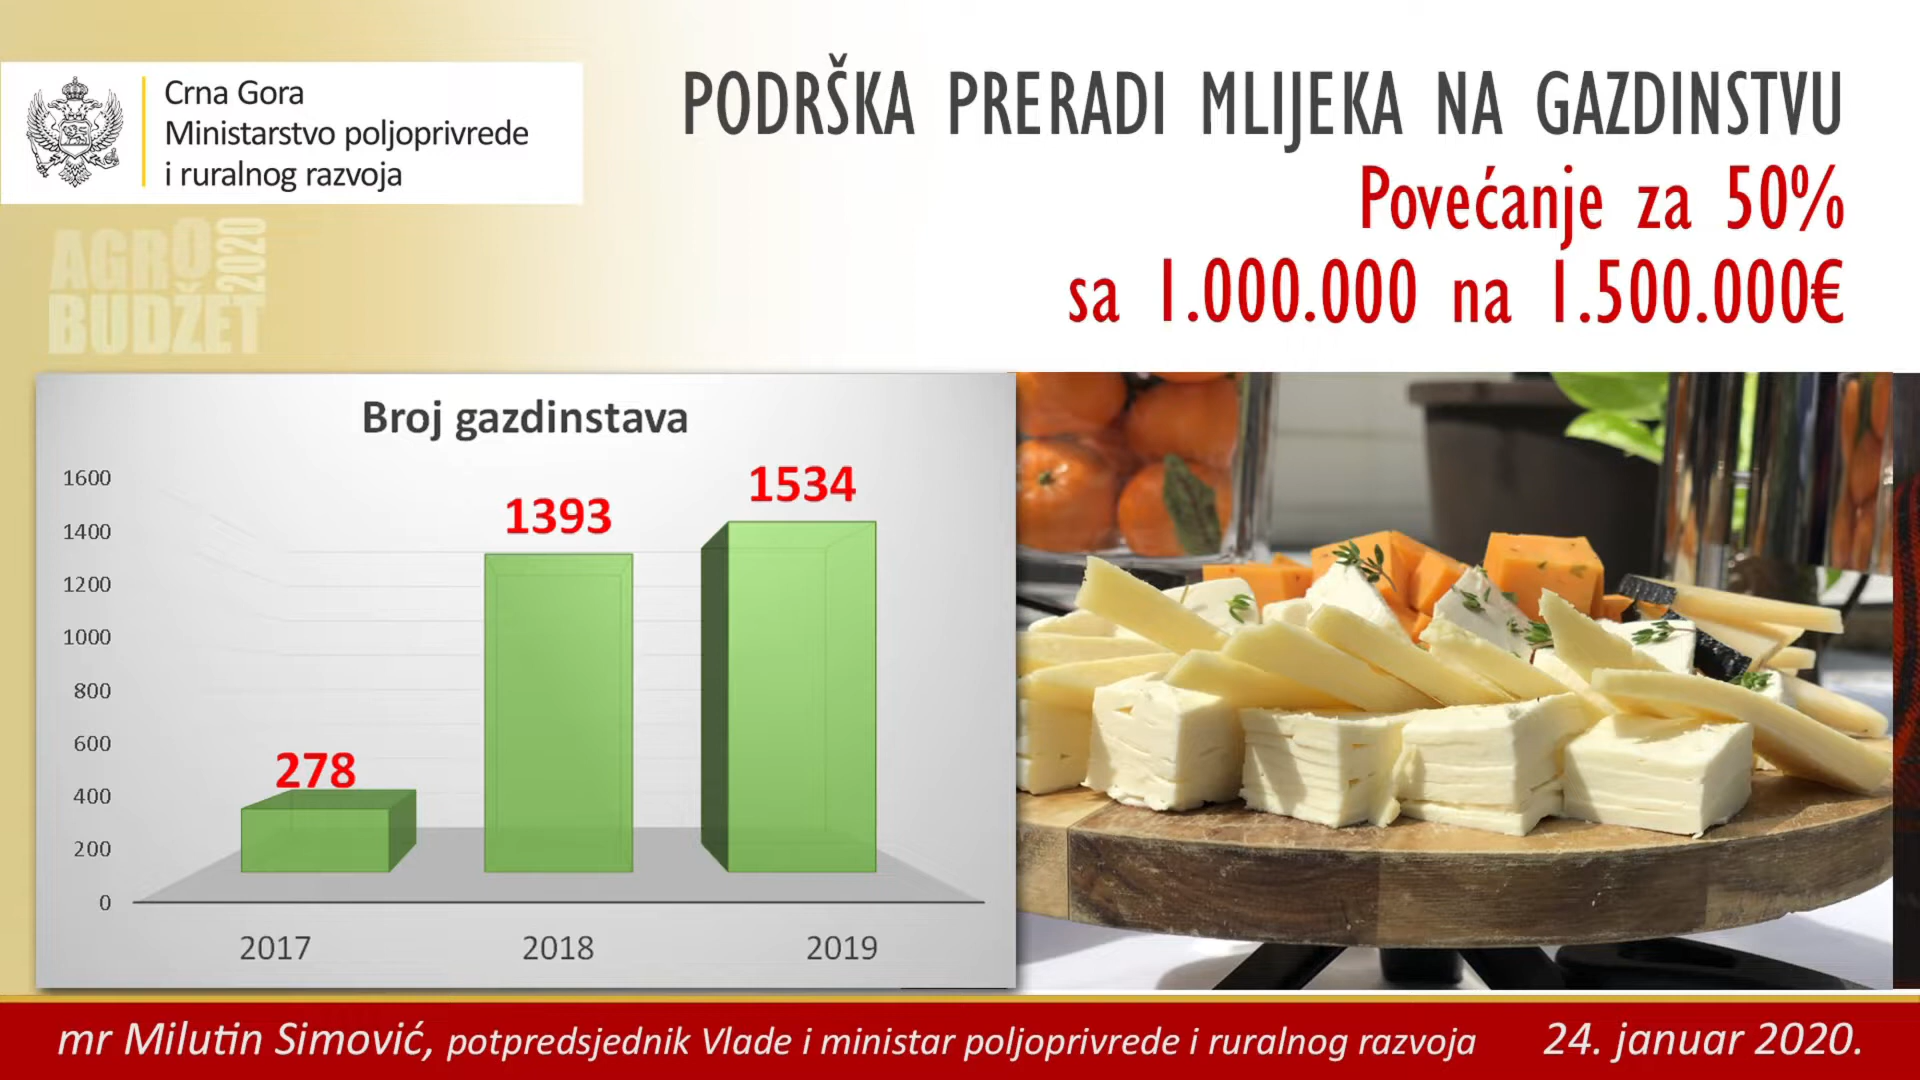 Crna Gora
Ministarstvo poljoprivrede
i ruralnog razvoja
AGRO
BUDŽET
2020
PODRŠKA PRERADI MLIJEKA NA GAZDINSTVU
Povećanje za 50%
sa 1.000.000 na 1.500.000€
Broj gazdinstava
1600
1400
1200
1000
800
600
400
200
0
278
1393
1534
2017
2018
2019
mr Milutin Simović, potpredsjednik Vlade i ministar poljoprivrede i ruralnog razvoja
24. januar 2020.